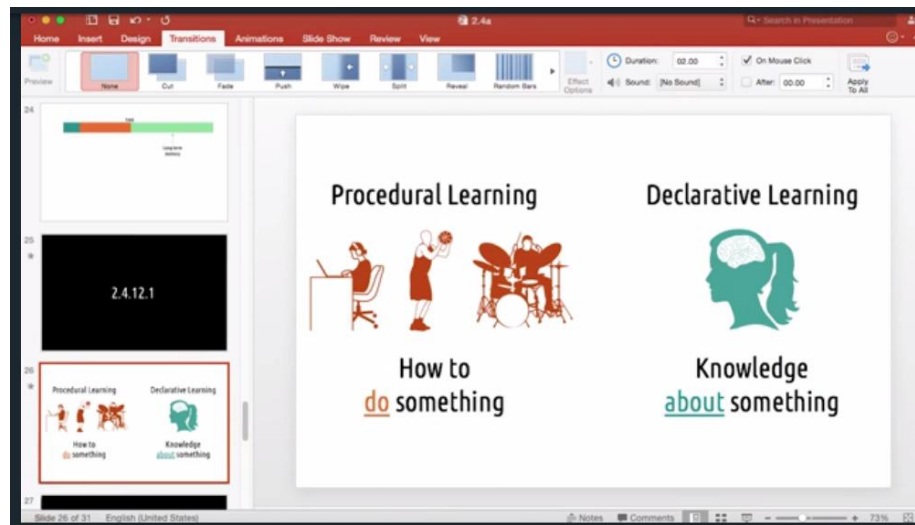 2.4a
Search in Presentation
Home Insert Design Transitions Animations Slide Show Review View
Preview
None Cut Fade Push Wipe Split Reveal Random Bars
Effect Options
Duration: 02.00
Sound: [No Sound]
On Mouse Click
After: 00.00
Apply To All
24
Long-term
memory
25
2.4.12.1
26
Procedural Learning Declarative Learning
How to
do something
Knowledge
about something
27
Procedural Learning
How to
do something
Declarative Learning
Knowledge
about something
Slide 26 of 31 English (United States) Notes Comments 73%